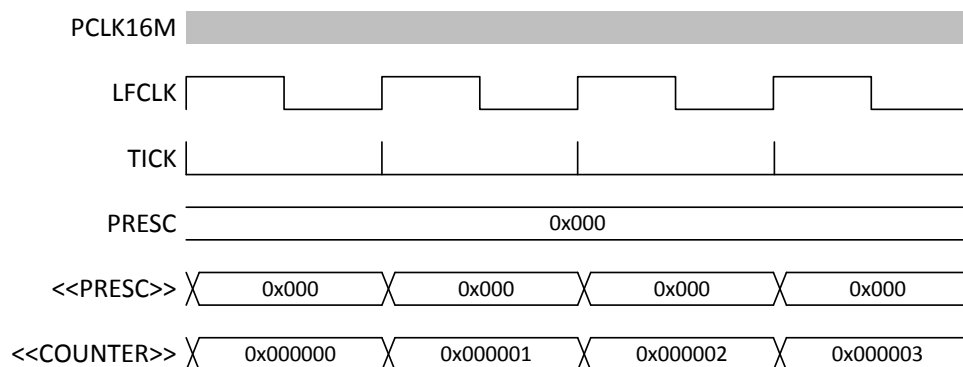 PCLK16M
LFCLK
TICK
PRESC 0x000
<<PRESC>> 0x000 0x000 0x000 0x000
<<COUNTER>> 0x000000 0x000001 0x000002 0x000003